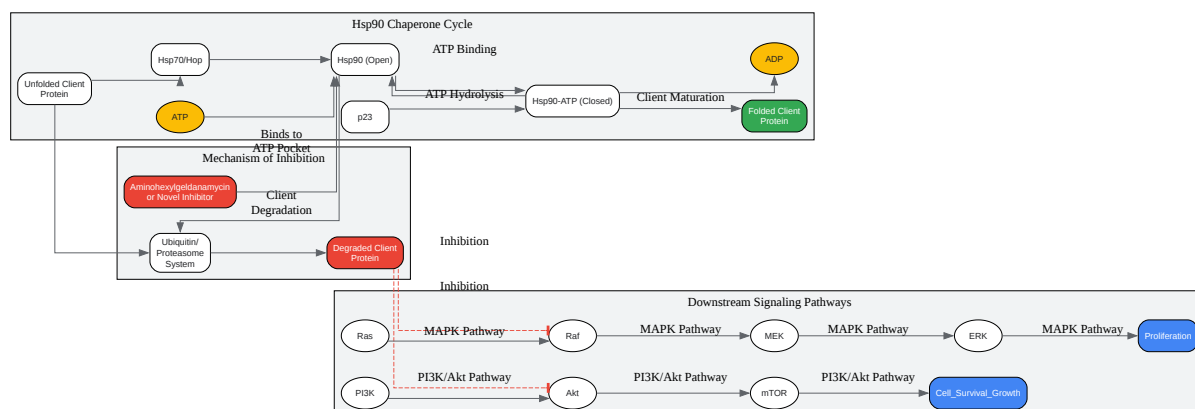 Hsp90 Chaperone Cycle
ATP Binding
Hsp70/Hop
Hsp90 (Open)
ADP
Unfolded Client
Protein
ATP Hydrolysis
Hsp90-ATP (Closed)
Client Maturation
Folded Client
Protein
ATP
p23
Binds to
ATP Pocket
Mechanism of Inhibition
Aminohexylgeldanamycin
or Novel Inhibitor
Client
Degradation
Ubiquitin/
Proteasome
System
Degraded Client
Protein
Inhibition
Inhibition
Downstream Signaling Pathways
Ras
MAPK Pathway
Raf
MAPK Pathway
MEK
MAPK Pathway
ERK
MAPK Pathway
Proliferation
PI3K
PI3K/Akt Pathway
Akt
PI3K/Akt Pathway
mTOR
PI3K/Akt Pathway
Cell_Survival_Growth